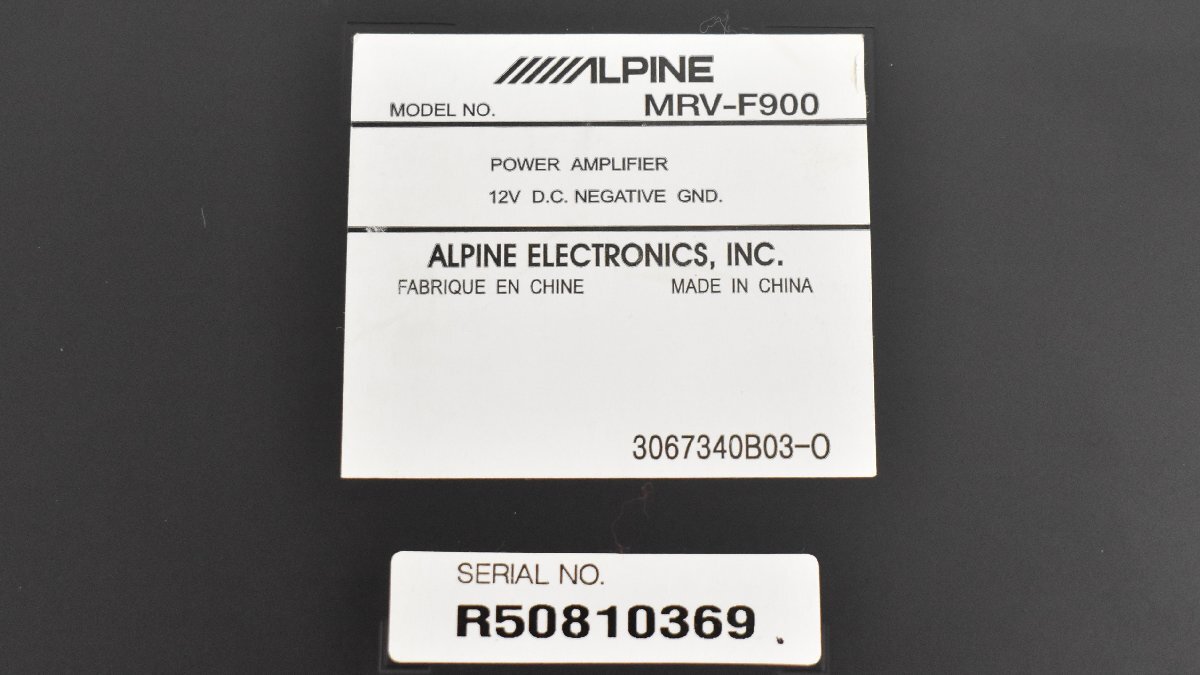 ALPINE
MODEL NO. MRV-F900
POWER AMPLIFIER
12V D.C. NEGATIVE GND.
ALPINE ELECTRONICS, INC.
FABRIQUE EN CHINE MADE IN CHINA
3067340B03-O
SERIAL NO.
R50810369